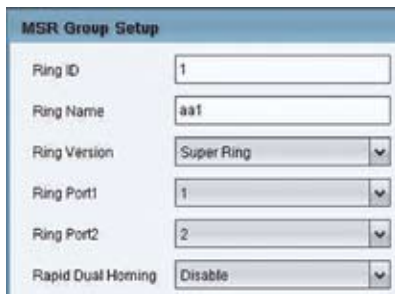 MSR Group Setup
Ring ID 1
Ring Name aa1
Ring Version Super Ring
Ring Port1 1
Ring Port2 2
Rapid Dual Homing Disable